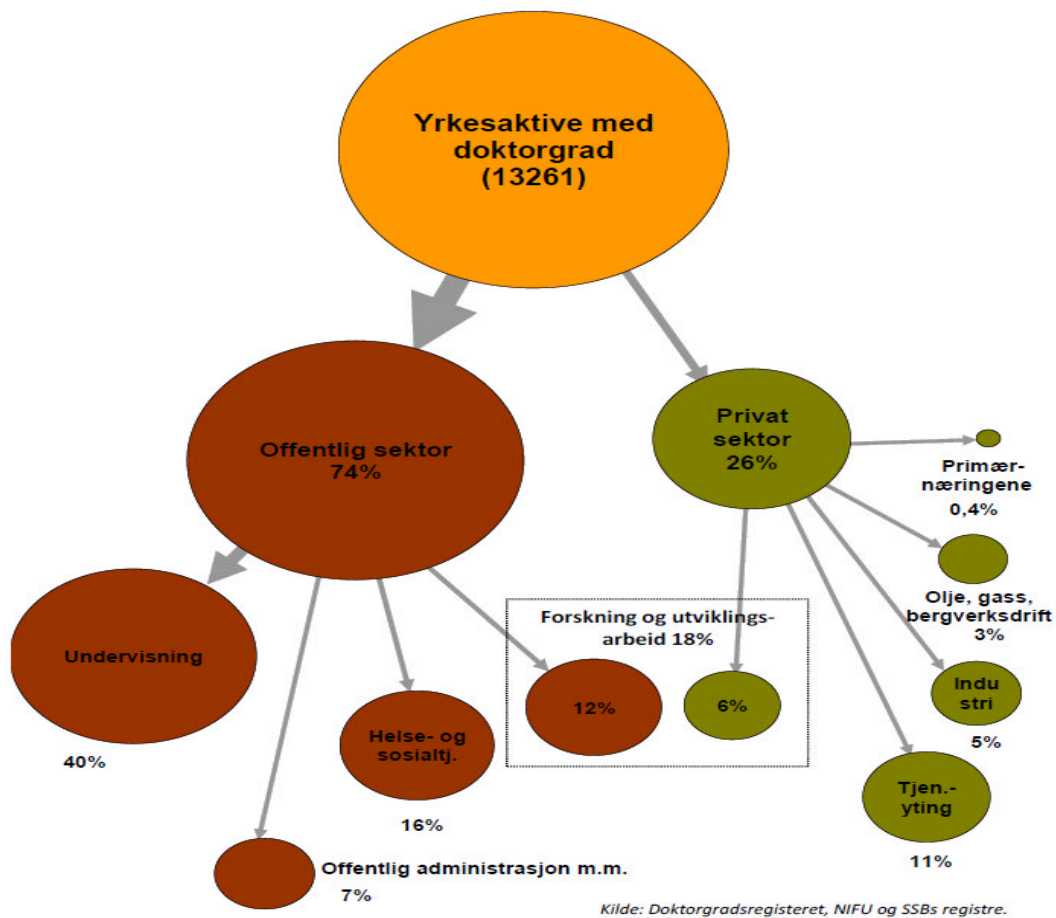 Yrkesaktive med
doktorgrad
(13261)
Offentlig sektor
74%
Privat
sektor
26%
Primær-
næringene
0,4%
Olje, gass,
bergverksdrift
3%
Forskning og utviklings-
arbeid 18%
Undervisning
40%
12%
6%
Indu
stri
5%
Helse- og
sosialtj.
16%
Tjen.-
yting
11%
Offentlig administrasjon m.m.
7%
Kilde: Doktorgradsregisteret, NIFU og SSBs registre.